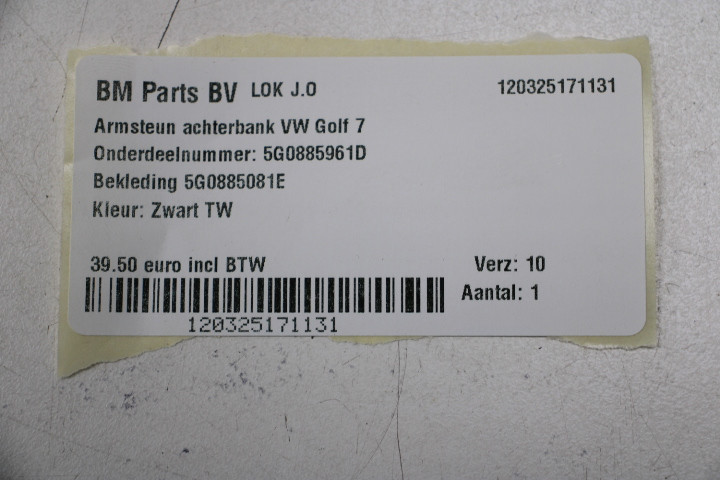 BM Parts BV LOK J.O 120325171131
Armsteun achterbank VW Golf 7
Onderdeelnummer: 5G0885961D
Bekleding 5G0885081E
Kleur: Zwart TW
39.50 euro incl BTW Verz: 10
Aantal: 1
120325171131